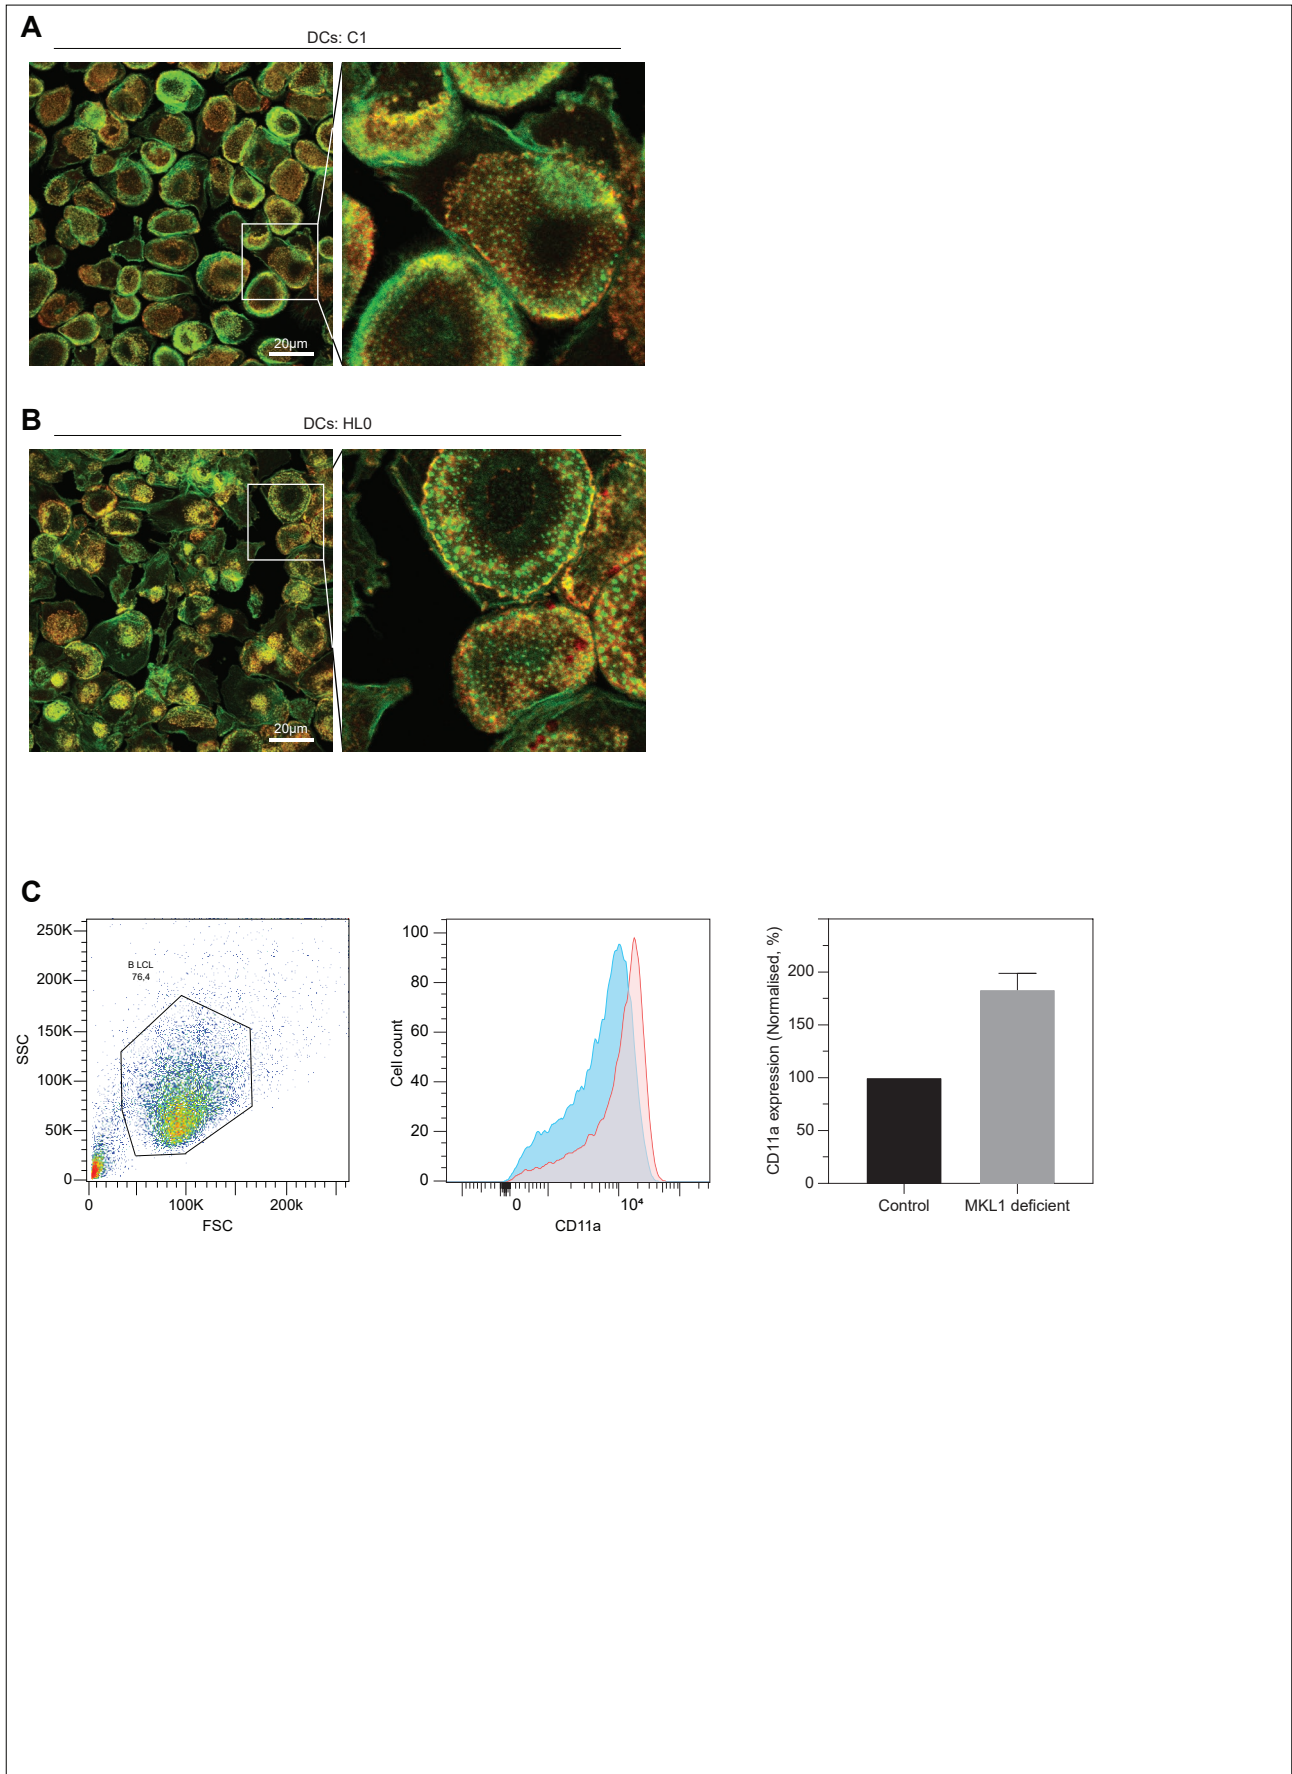 A
DCs: C1
20µm
B
DCs: HL0
20µm
C
250K
200K
150K
100K
50K
0
SSC
B LCL
76,4
0
100K
200k
FSC
100
80
60
40
20
0
Cell count
0
10⁴
CD11a
200
150
100
50
0
CD11a expression (Normalised, %)
Control
MKL1 deficient